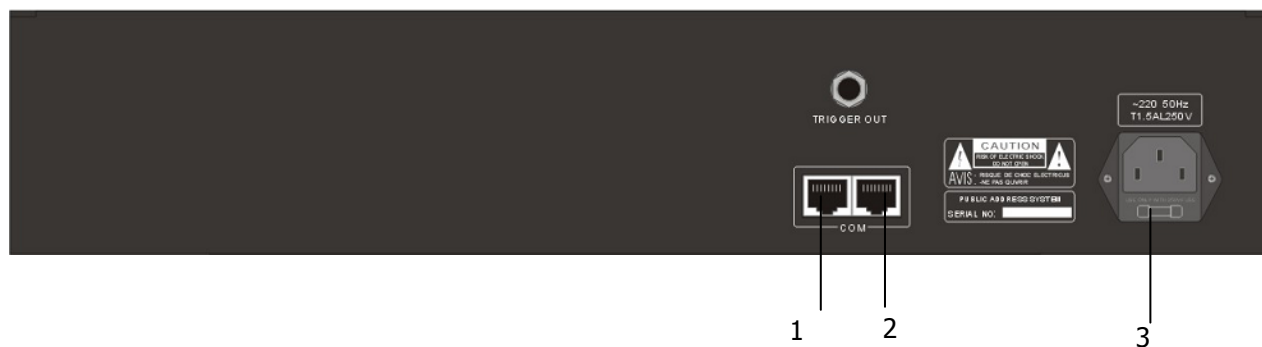 TRIGGER OUT
~220 50Hz
T1.5AL250V
CAUTION
RISK OF ELECTRIC SHOCK
DO NOT OPEN
AVIS: - RISQUE DE CHOC ELECTRICUS
-NE PAS OUVRIR
PUBLIC ADDRESS SYSTEM
SERIAL NO:
COM
1
2
3